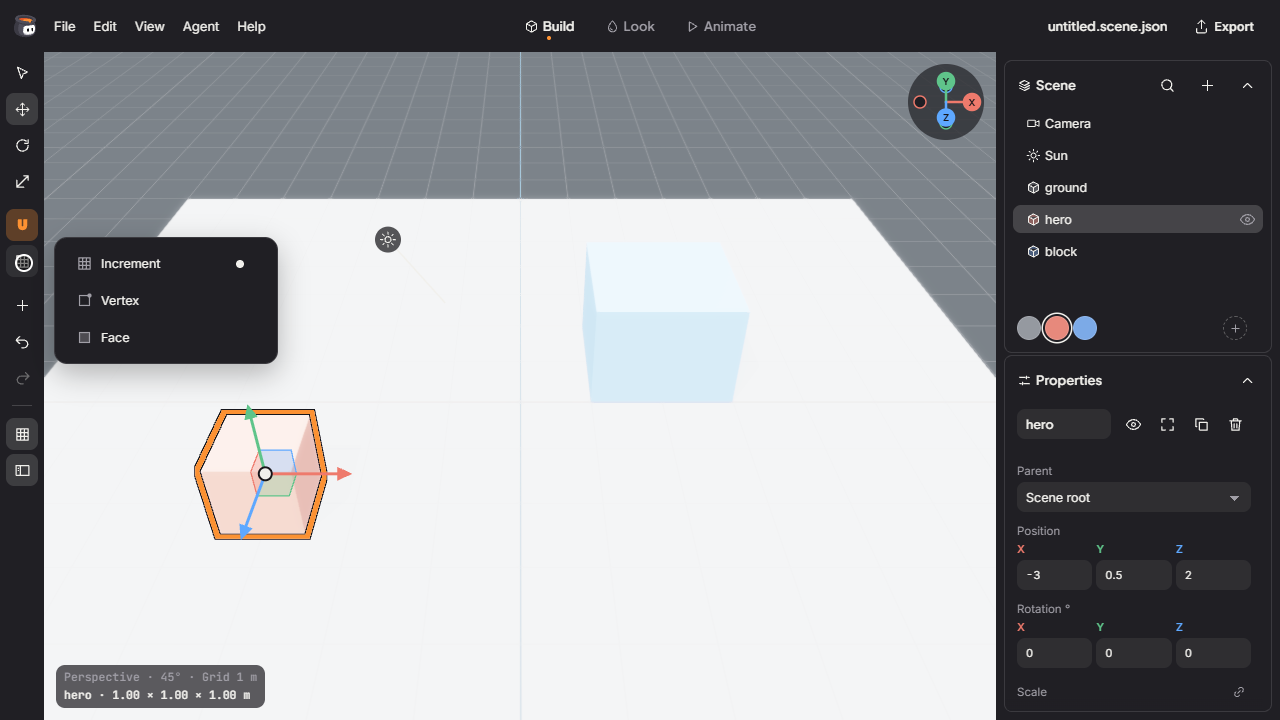 File Edit View Agent Help
Build Look Animate
untitled.scene.json Export
Y
X
Z
Scene
Camera
Sun
ground
hero
block
Increment
Vertex
Face
Properties
hero
Parent
Scene root
Position
X Y Z
-3 0.5 2
Rotation °
X Y Z
0 0 0
Scale
Perspective · 45° · Grid 1 m
hero · 1.00 × 1.00 × 1.00 m